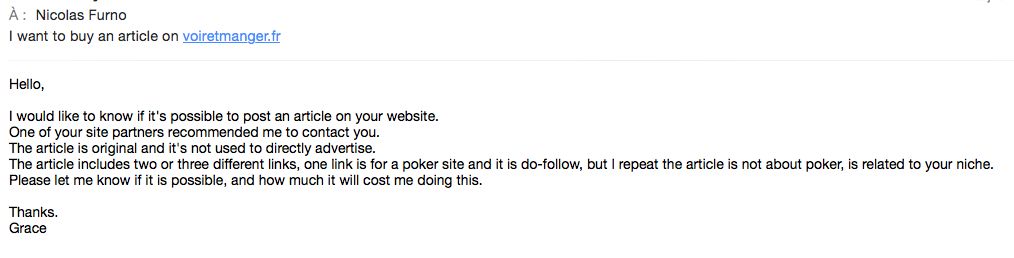 À : Nicolas Furno
I want to buy an article on voiretmanger.fr
Hello,
I would like to know if it's possible to post an article on your website.
One of your site partners recommended me to contact you.
The article is original and it's not used to directly advertise.
The article includes two or three different links, one link is for a poker site and it is do-follow, but I repeat the article is not about poker, is related to your niche.
Please let me know if it is possible, and how much it will cost me doing this.
Thanks.
Grace